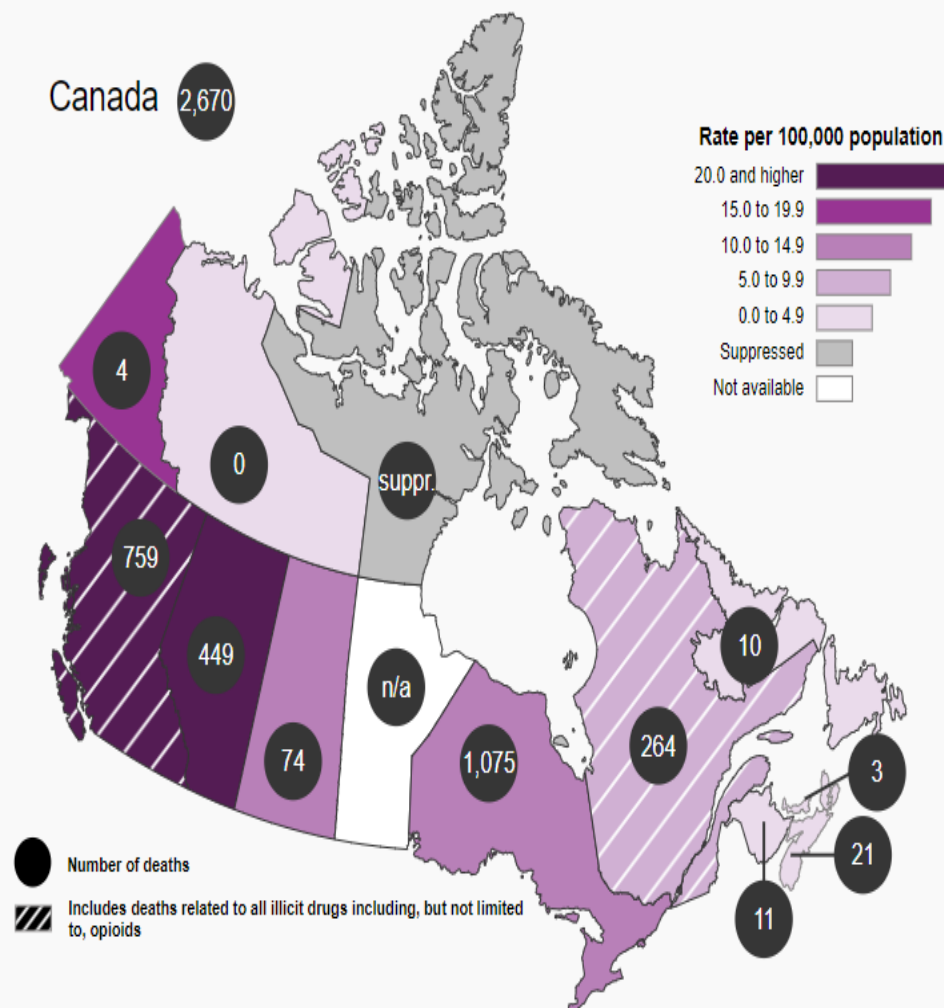 Canada 2,670
Rate per 100,000 population
20.0 and higher
15.0 to 19.9
10.0 to 14.9
5.0 to 9.9
0.0 to 4.9
Suppressed
Not available
4
0
suppr.
759
449
74
n/a
1,075
264
10
3
21
11
Number of deaths
Includes deaths related to all illicit drugs including, but not limited
to, opioids